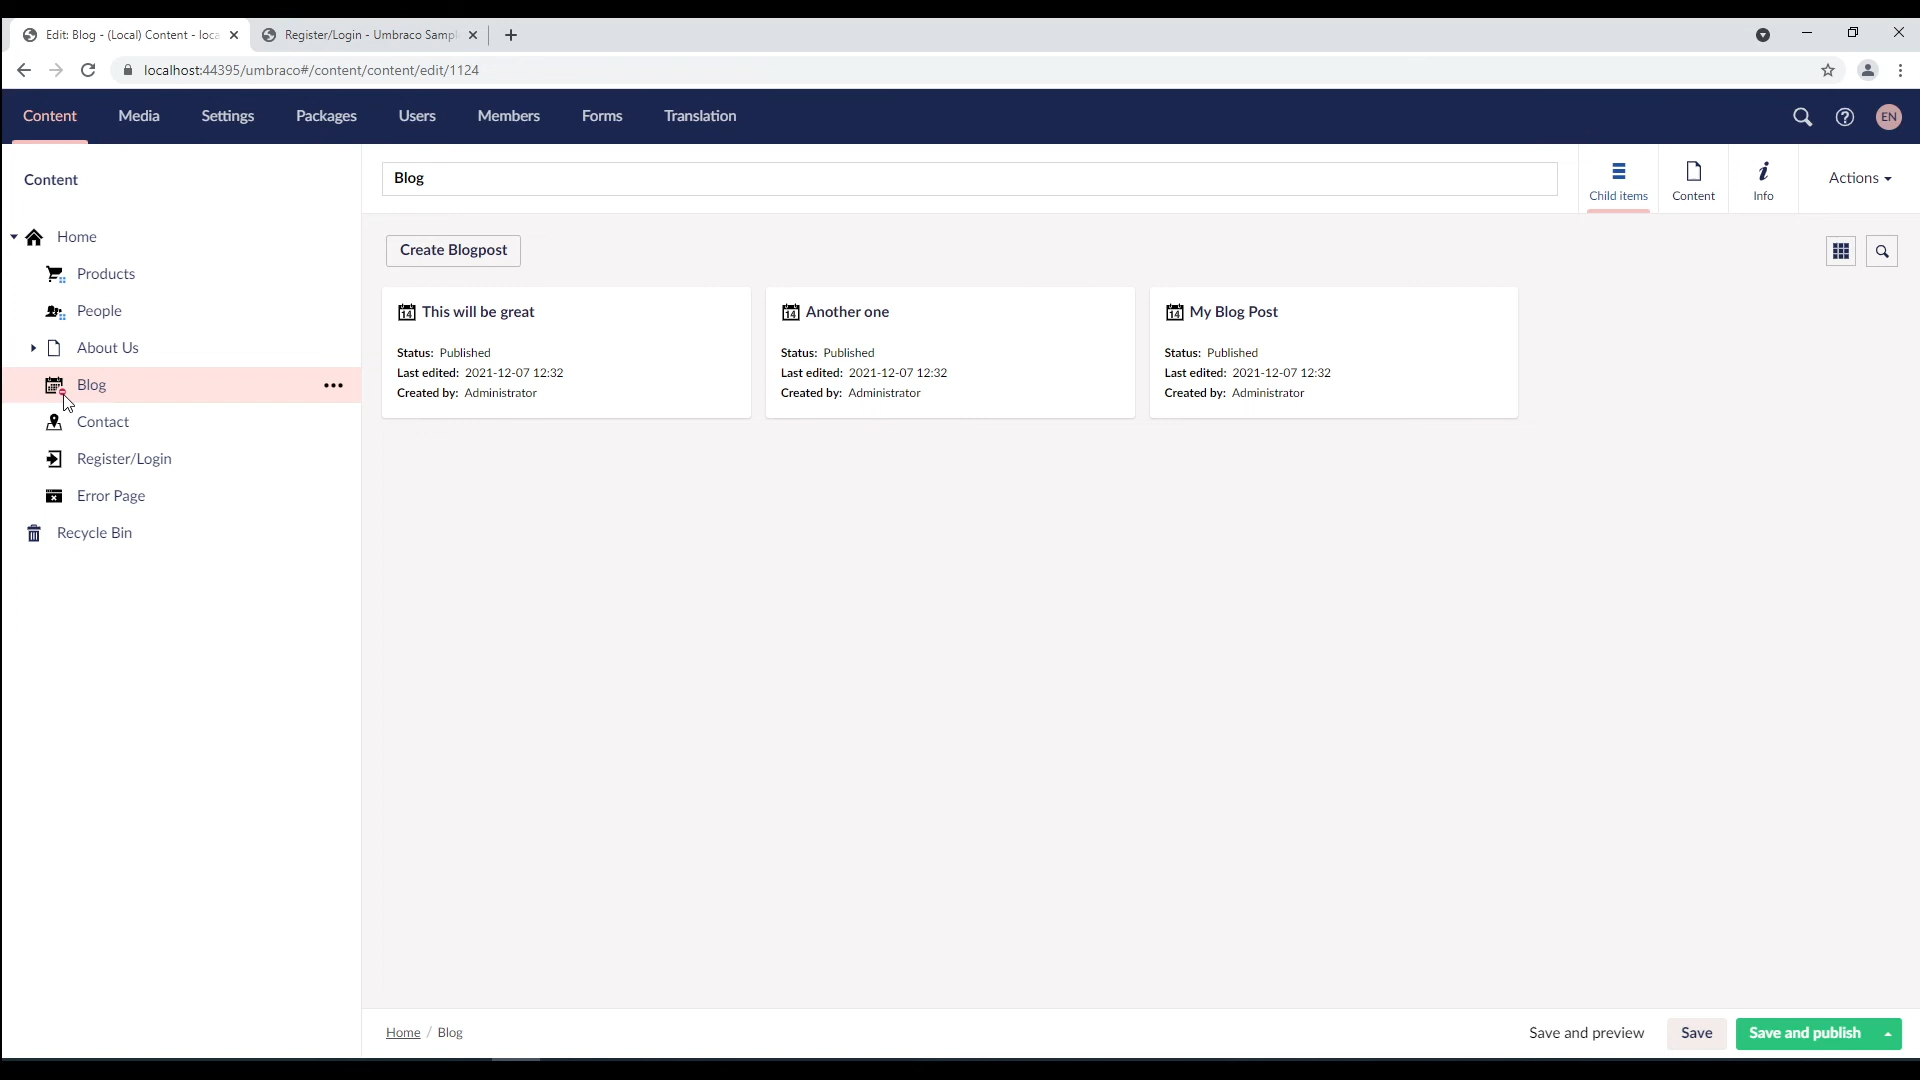 Edit: Blog - (Local) Content - loca
Register/Login - Umbraco Sampl
localhost:44395/umbraco#/content/content/edit/1124
Content
Media
Settings
Packages
Users
Members
Forms
Translation
EN
Content
Home
Products
People
About Us
Blog
Contact
Register/Login
Error Page
Recycle Bin
Blog
Child items
Content
Info
Actions
Create Blogpost
14 This will be great
Status: Published
Last edited: 2021-12-07 12:32
Created by: Administrator
14 Another one
Status: Published
Last edited: 2021-12-07 12:32
Created by: Administrator
14 My Blog Post
Status: Published
Last edited: 2021-12-07 12:32
Created by: Administrator
Home / Blog
Save and preview
Save
Save and publish